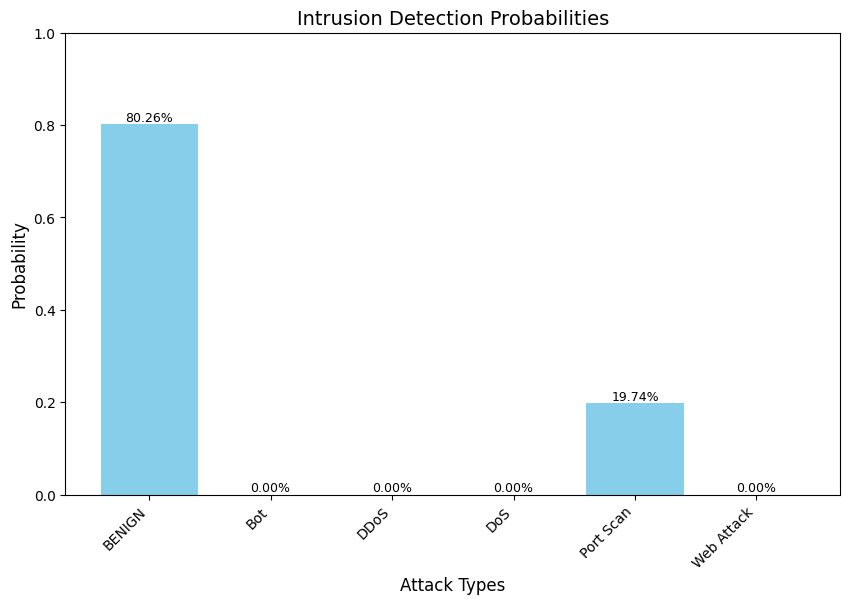 Intrusion Detection Probabilities
1.0
0.8
0.6
0.4
0.2
0.0
Probability
80.26%
0.00%
0.00%
0.00%
19.74%
0.00%
BENIGN
Bot
DDoS
DoS
Port Scan
Web Attack
Attack Types